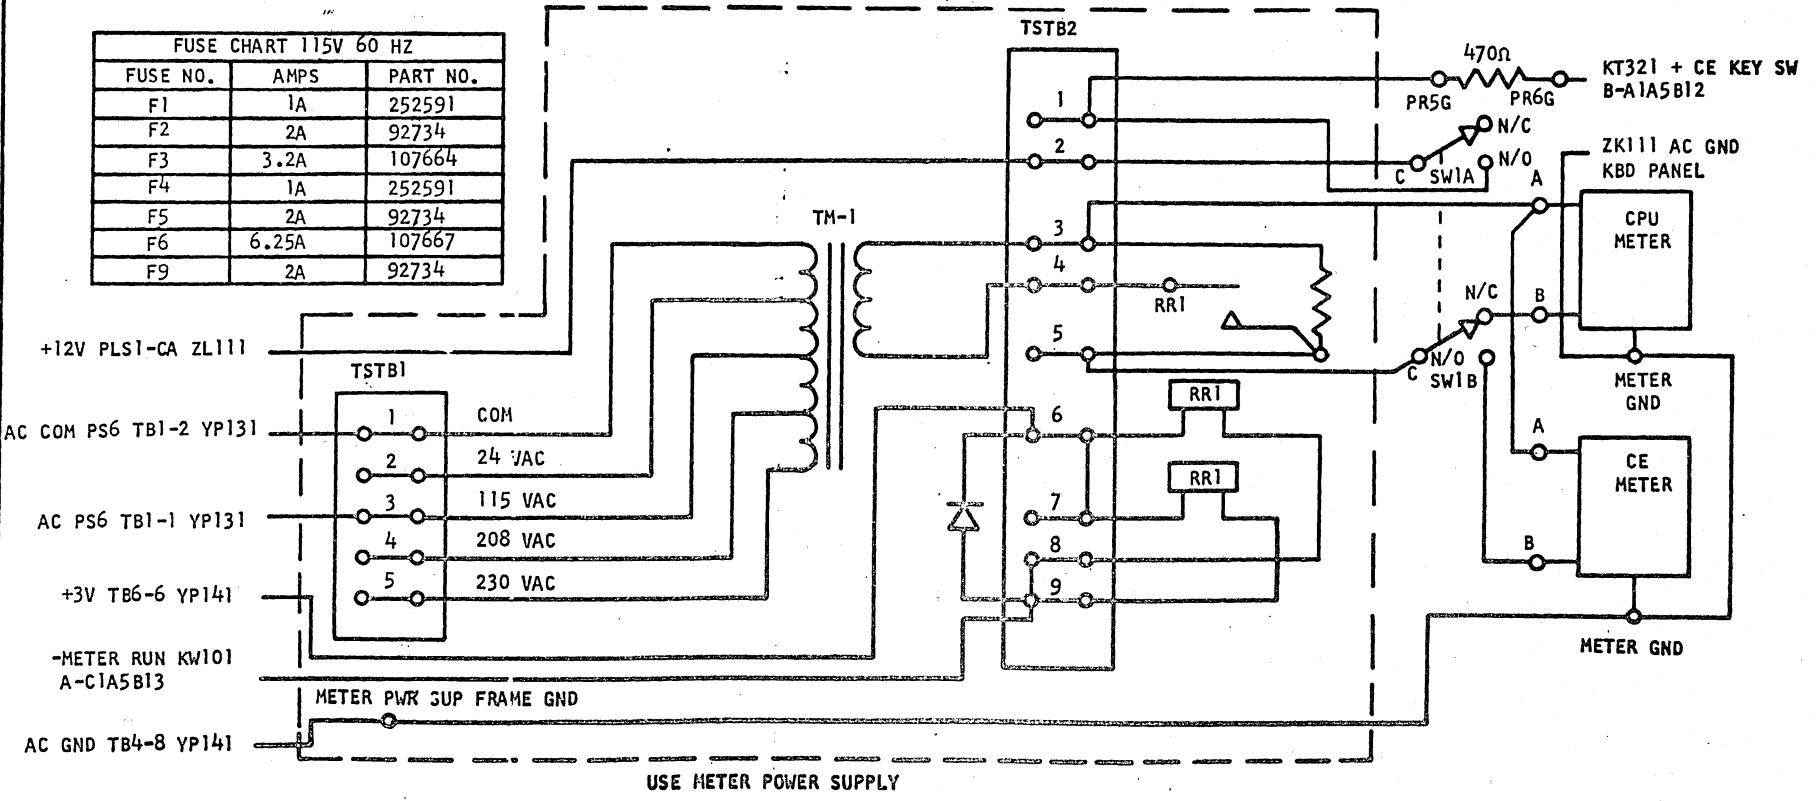 FUSE CHART 115V 60 HZ
FUSE NO. AMPS PART NO.
F1 1A 252591
F2 2A 92734
F3 3.2A 107664
F4 1A 252591
F5 2A 92734
F6 6.25A 107667
F9 2A 92734
TSTB2
1
2
3
4
5
6
7
8
9
470Ω
PR5G PR6G
KT321 + CE KEY SW
B-A1A5B12
N/C
N/O
C SW1A
ZK111 AC GND
KBD PANEL
A
CPU
METER
B
N/C
N/O
C SW1B
METER
GND
A
CE
METER
B
METER GND
TM-1
RR1
RR1
RR1
+12V PLS1-CA ZL111
TSTB1
AC COM PS6 TB1-2 YP131
1 COM
2 24 VAC
AC PS6 TB1-1 YP131
3 115 VAC
4 208 VAC
5 230 VAC
+3V TB6-6 YP141
-METER RUN KW101
A-C1A5B13
METER PWR SUP FRAME GND
AC GND TB4-8 YP141
USE METER POWER SUPPLY